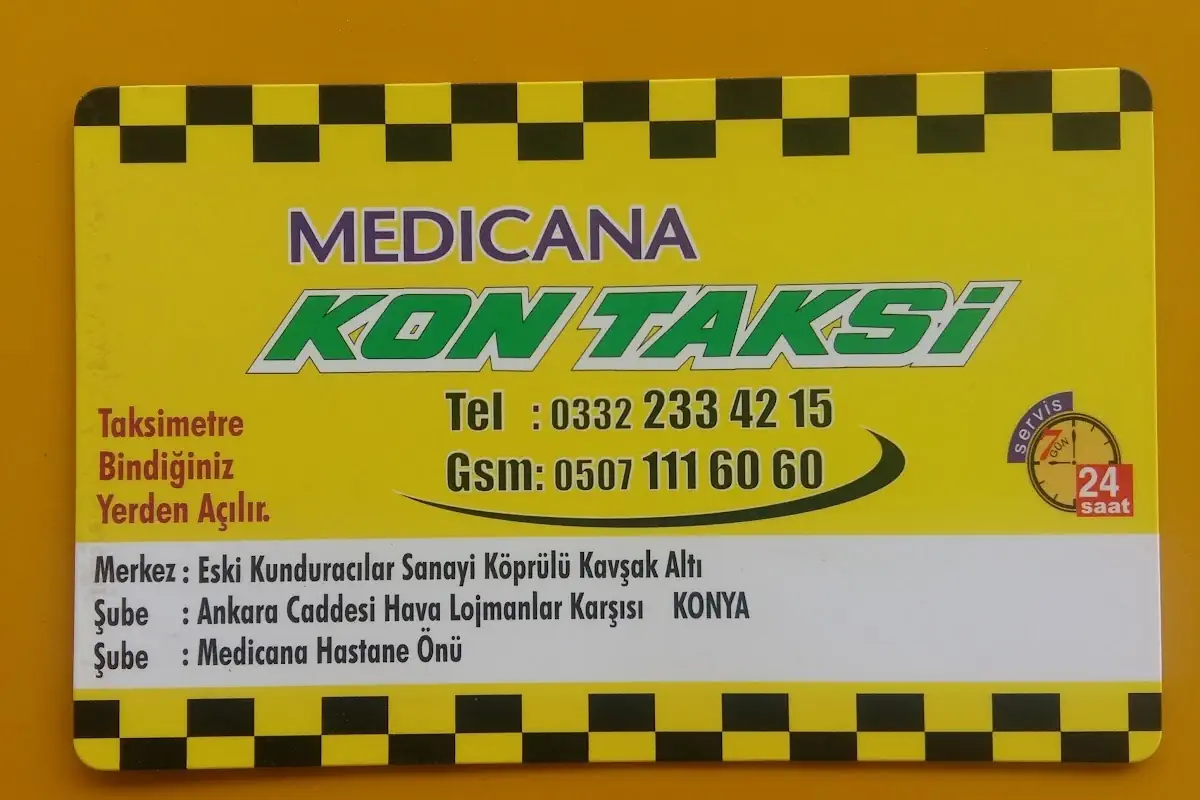 MEDICANA
KON TAKSİ
Tel : 0332 233 42 15
Gsm: 0507 111 60 60
Taksimetre
Bindiğiniz
Yerden Açılır.
servis
7
GÜN
24
saat
Merkez : Eski Kunduracılar Sanayi Köprülü Kavşak Altı
Şube : Ankara Caddesi Hava Lojmanlar Karşısı KONYA
Şube : Medicana Hastane Önü